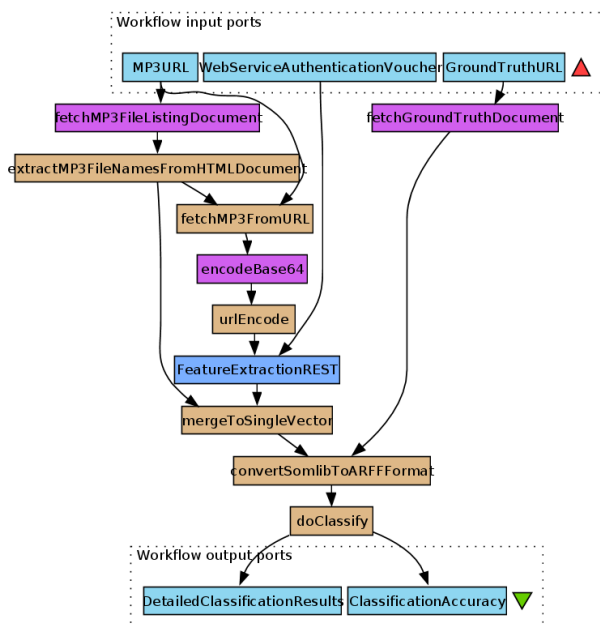 Workflow input ports
MP3URL
WebServiceAuthenticationVoucher
GroundTruthURL
fetchMP3FileListingDocument
fetchGroundTruthDocument
extractMP3FileNamesFromHTMLDocument
fetchMP3FromURL
encodeBase64
urlEncode
FeatureExtractionREST
mergeToSingleVector
convertSomlibToARFFFormat
doClassify
Workflow output ports
DetailedClassificationResults
ClassificationAccuracy